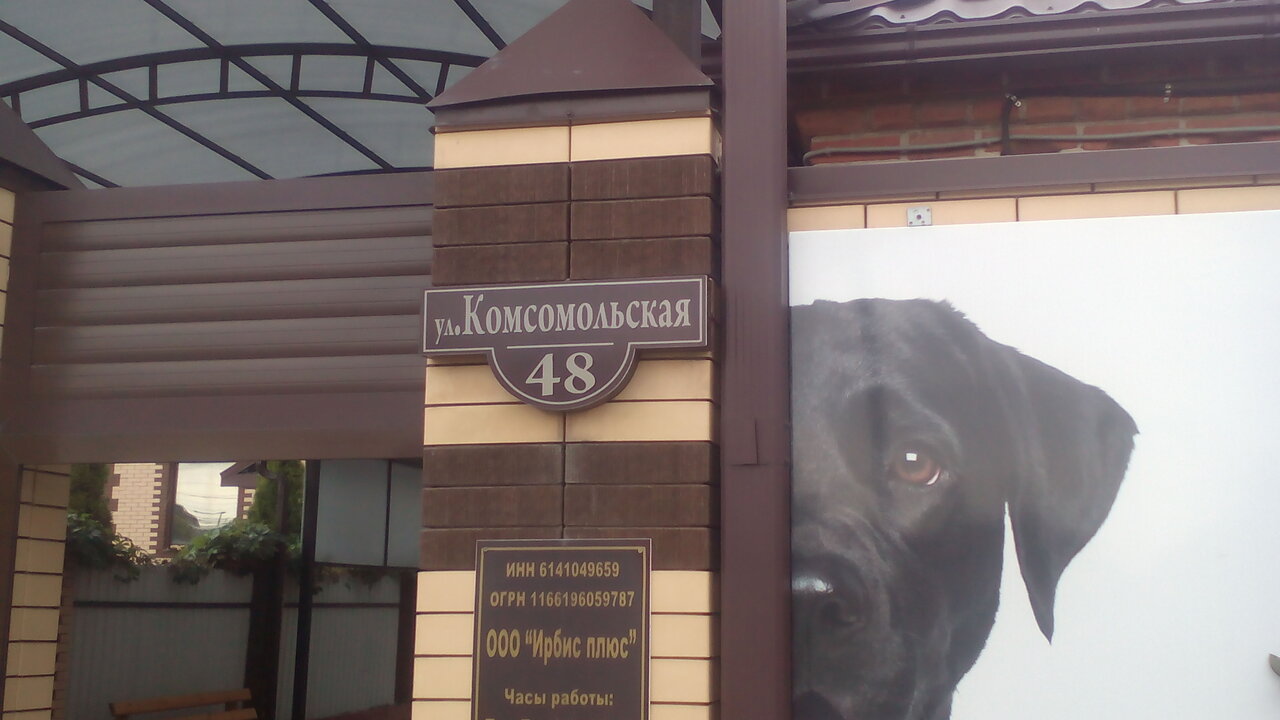 ул.Комсомольская
48
ИНН 6141049659
ОГРН 1166196059787
ООО "Ирбис плюс"
Часы работы: